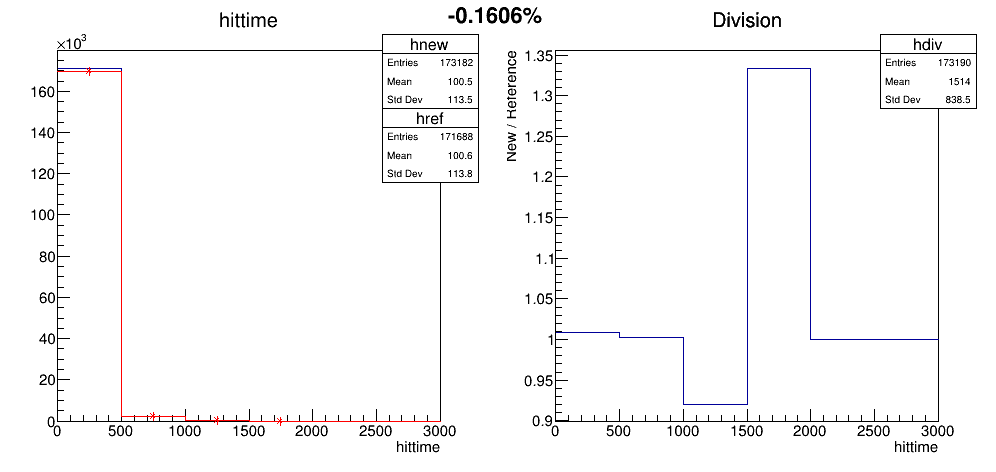 -0.1606%
hittime
×10³
hnew
Entries 173182
Mean 100.5
Std Dev 113.5
href
Entries 171688
Mean 100.6
Std Dev 113.8
160
140
120
100
80
60
40
20
0
0 500 1000 1500 2000 2500 3000
hittime
Division
hdiv
Entries 173190
Mean 1514
Std Dev 838.5
New / Reference
1.35
1.3
1.25
1.2
1.15
1.1
1.05
1
0.95
0.9
0 500 1000 1500 2000 2500 3000
hittime